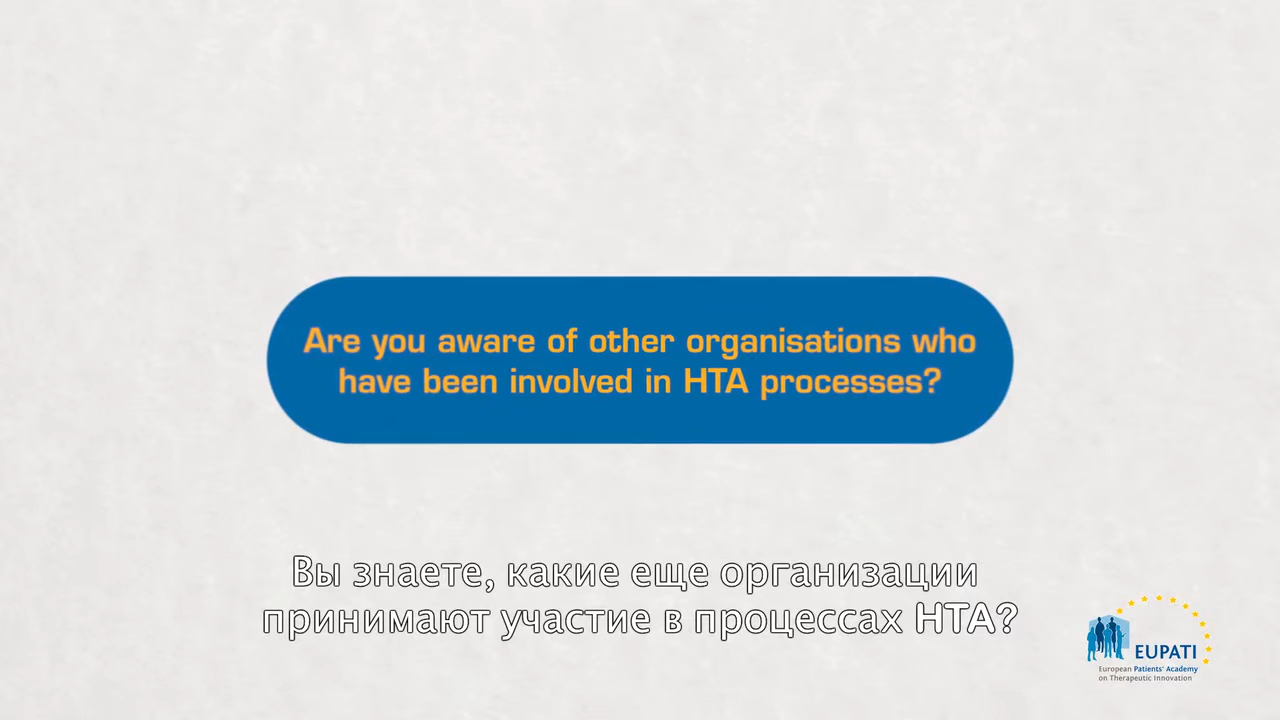 Are you aware of other organisations who
have been involved in HTA processes?
Вы знаете, какие еще организации
принимают участие в процессах HTA?
EUPATI
European Patients' Academy
on Therapeutic Innovation